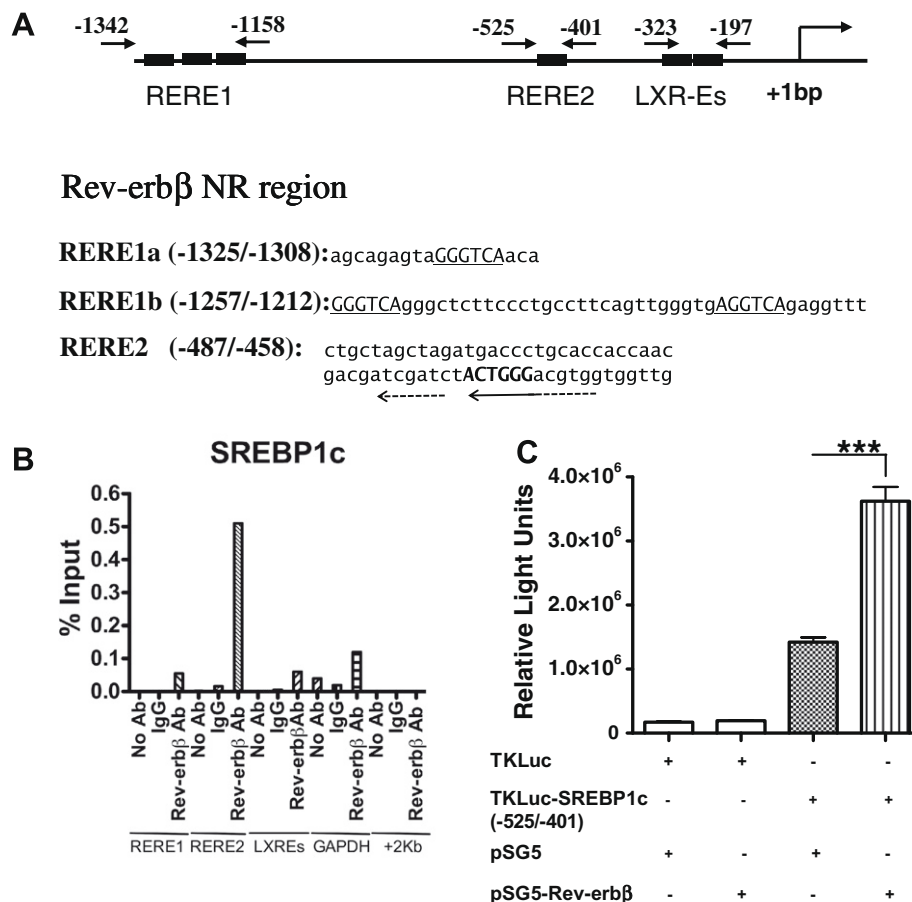 A
-1342 -1158 -525 -401 -323 -197
RERE1 RERE2 LXR-Es +1bp
Rev-erbβ NR region
RERE1a (-1325/-1308):agcagagtaGGGTCAaca
RERE1b (-1257/-1212):GGGTCAgggctcttccctgccttcagttgggtgAGGTCAgaggttt
RERE2 (-487/-458): ctgctagctagatgaccctgcaccaccaac
gacgatcgatctACTGGGacgtggtggttg
B
SREBP1c
% Input
0.6
0.5
0.4
0.3
0.2
0.1
0.0
No Ab IgG Rev-erbβ Ab No Ab IgG Rev-erbβ Ab No Ab IgG Rev-erbβAb No Ab IgG Rev-erbβ Ab No Ab IgG Rev-erbβ Ab
RERE1 RERE2 LXREs GAPDH +2Kb
C
***
Relative Light Units
4.0×10⁶
3.0×10⁶
2.0×10⁶
1.0×10⁶
0
TKLuc + + - -
TKLuc-SREBP1c - - + +
(-525/-401)
pSG5 + - + -
pSG5-Rev-erbβ - + - +